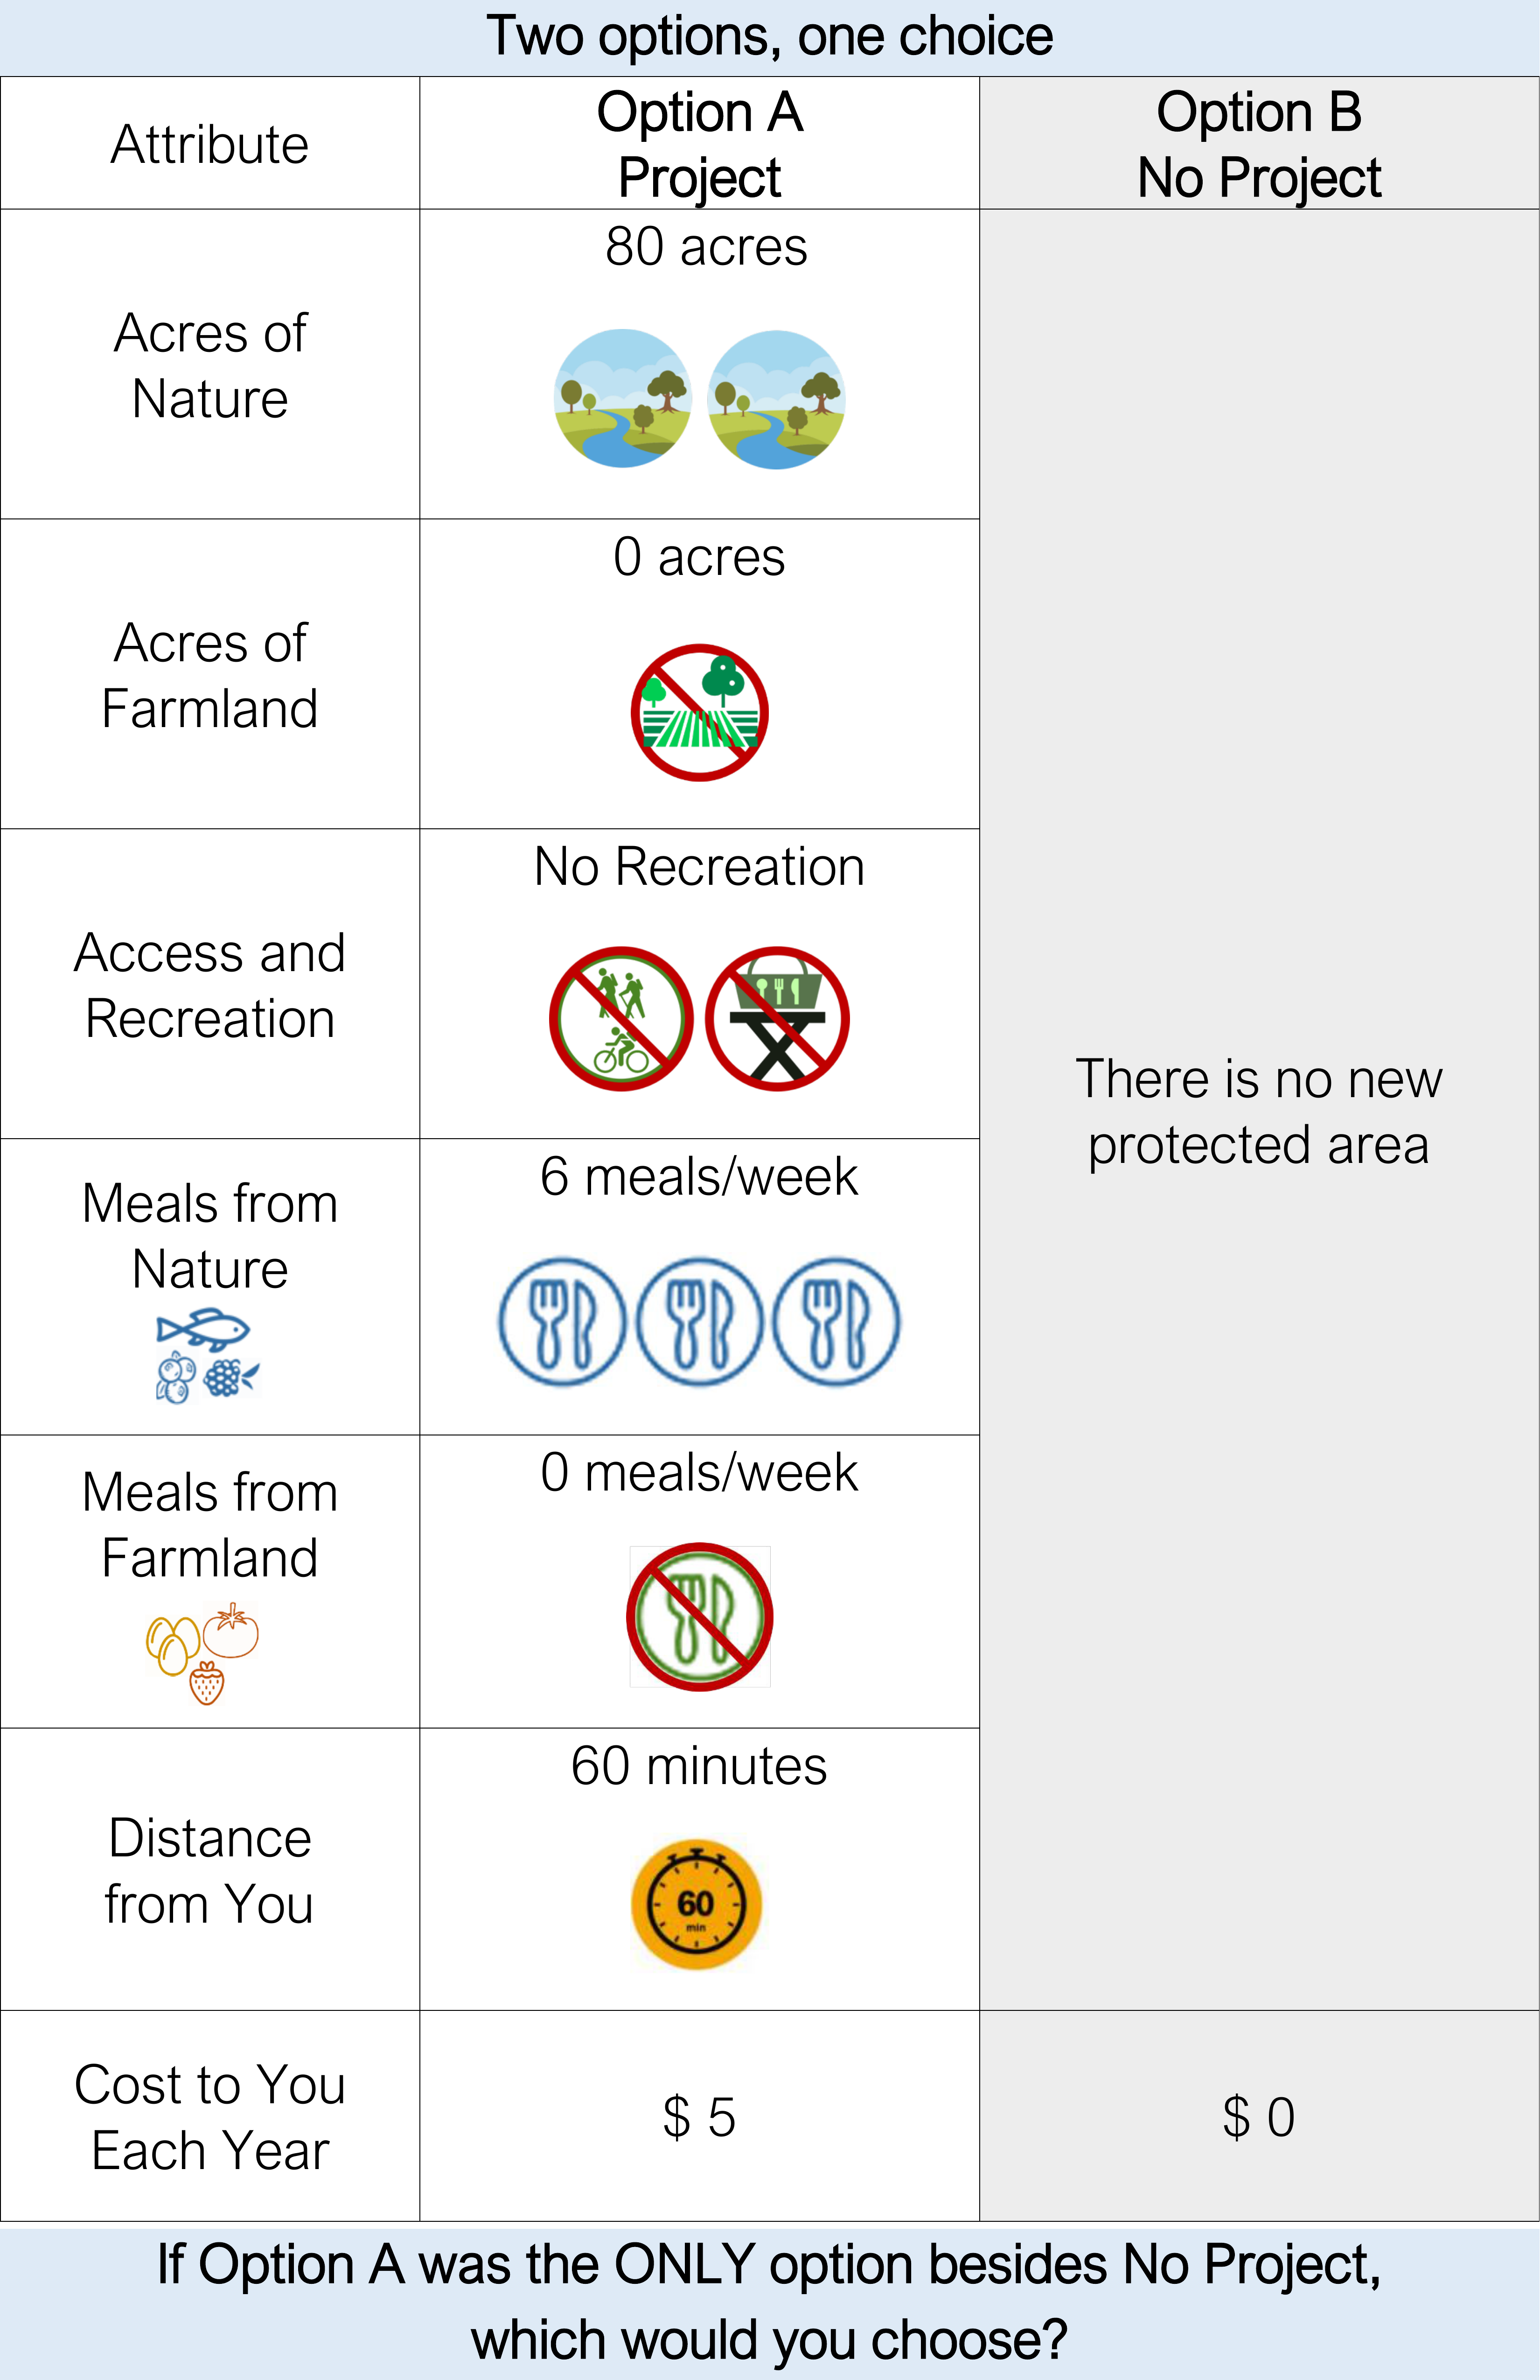 Two options, one choice
Attribute
Option A
Project
Option B
No Project
Acres of
Nature
80 acres
Acres of
Farmland
0 acres
Access and
Recreation
No Recreation
There is no new
protected area
Meals from
Nature
6 meals/week
Meals from
Farmland
0 meals/week
Distance
from You
60 minutes
60
min
Cost to You
Each Year
$ 5
$ 0
If Option A was the ONLY option besides No Project,
which would you choose?